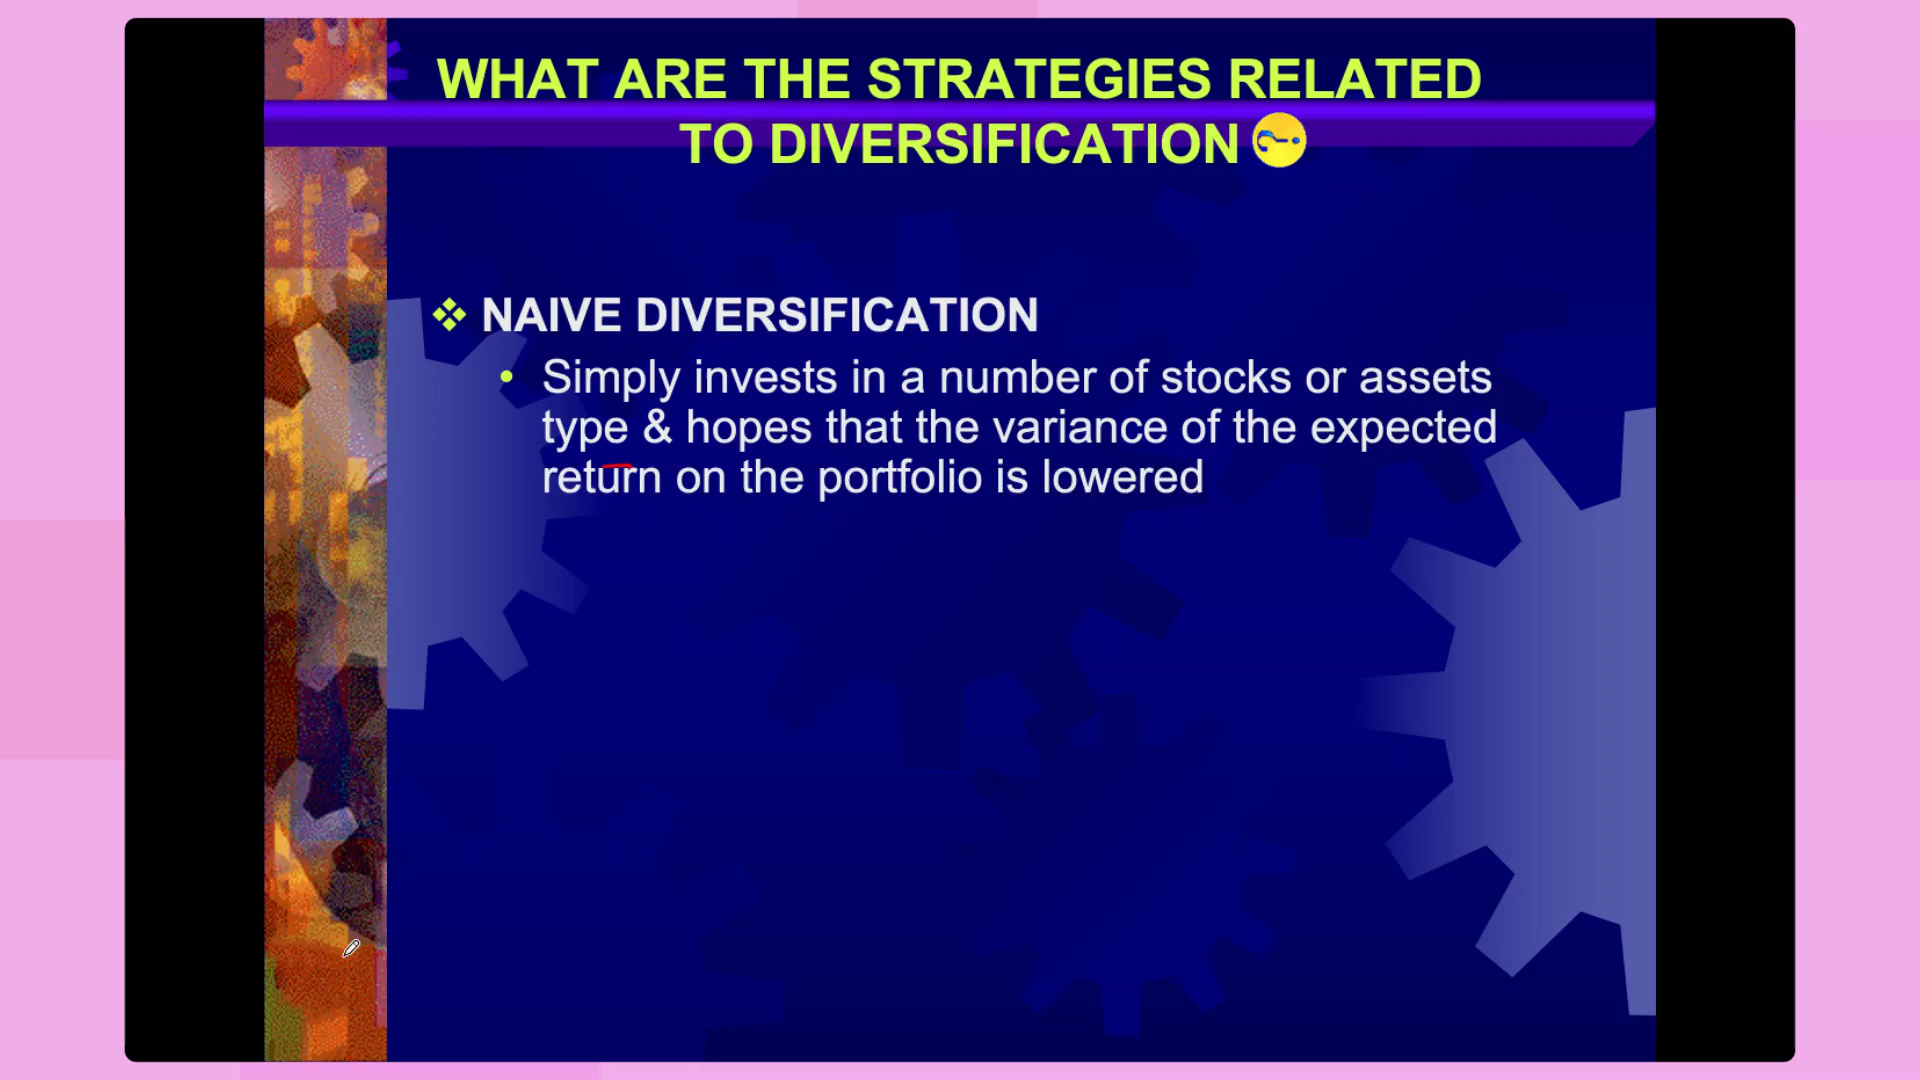 WHAT ARE THE STRATEGIES RELATED
TO DIVERSIFICATION ?
❖ NAIVE DIVERSIFICATION
• Simply invests in a number of stocks or assets
type & hopes that the variance of the expected
return on the portfolio is lowered